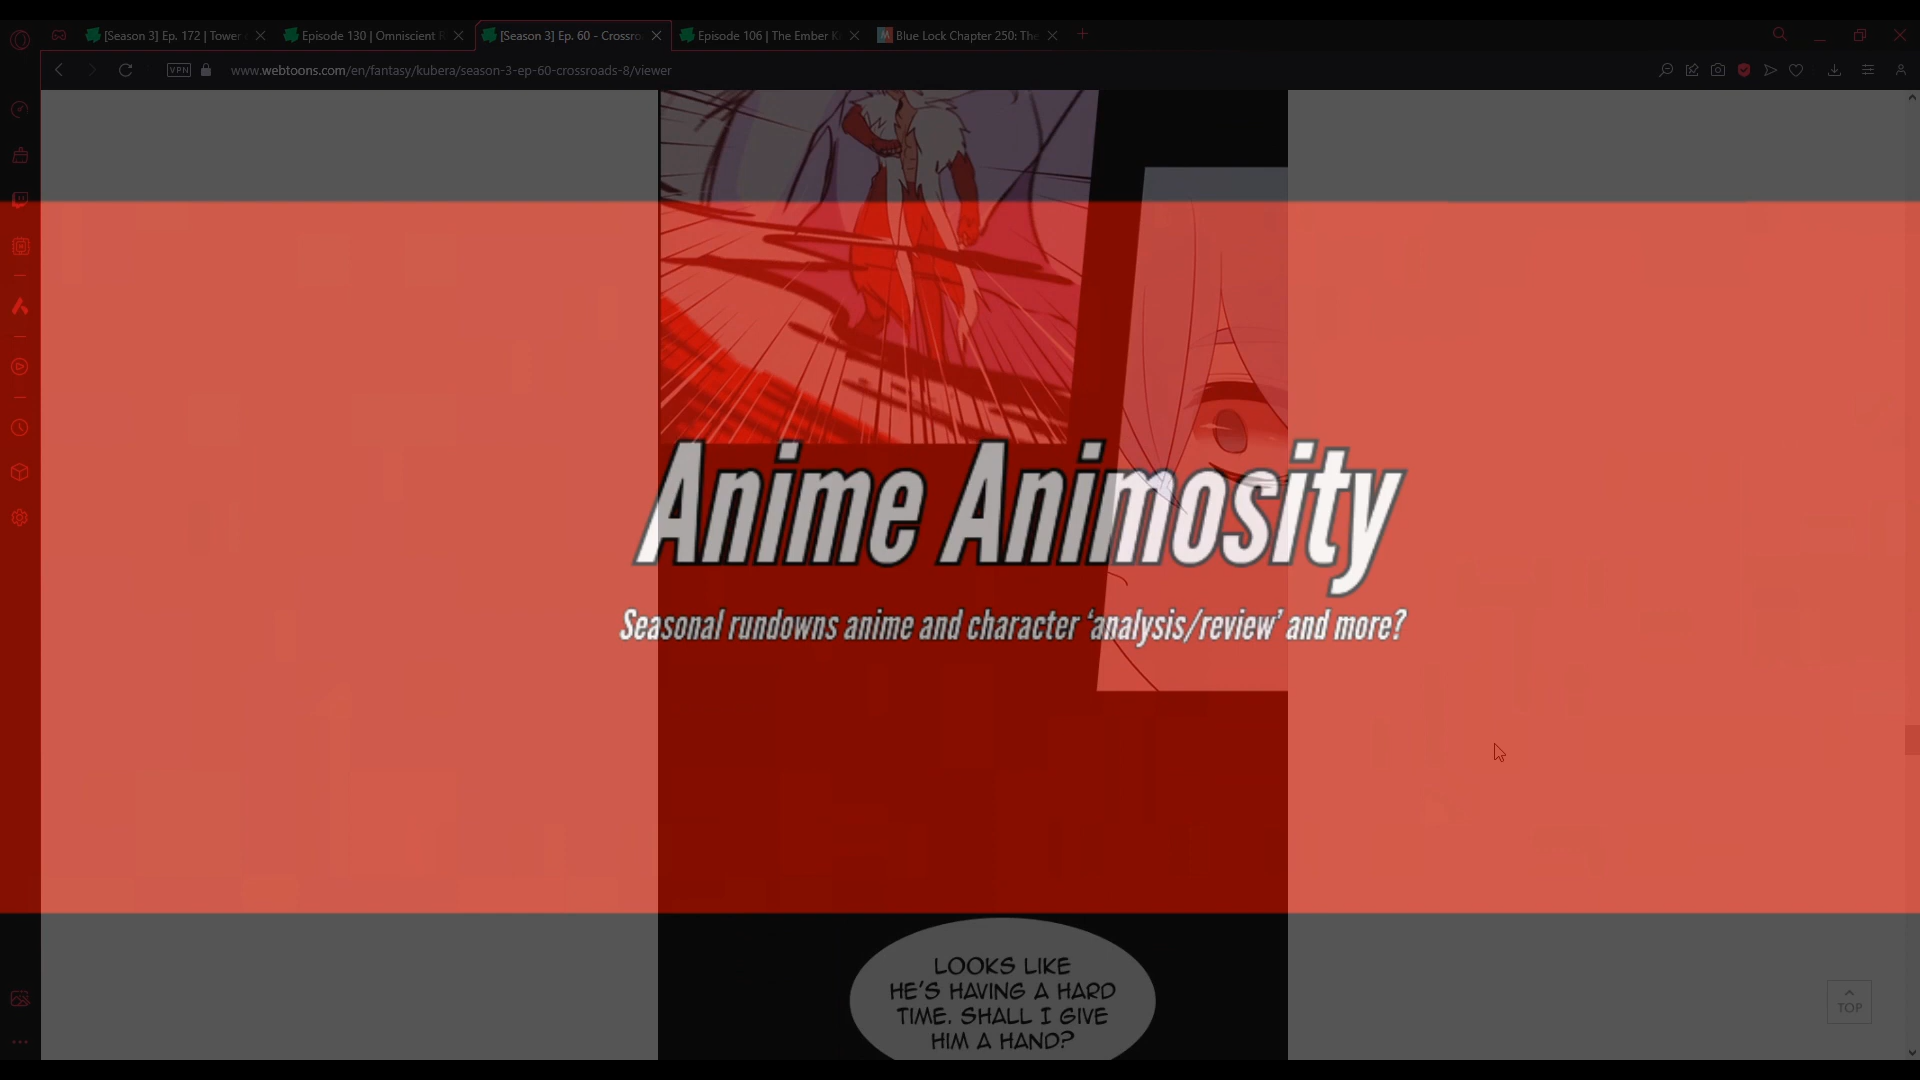 [Season 3] Ep. 172 | Tower
Episode 130 | Omniscient
[Season 3] Ep. 60 - Crossro
Episode 106 | The Ember K
Blue Lock Chapter 250: The
VPN
www.webtoons.com/en/fantasy/kubera/season-3-ep-60-crossroads-8/viewer
Anime Animosity
Seasonal rundowns anime and character ‘analysis/review’ and more?
LOOKS LIKE
HE'S HAVING A HARD
TIME. SHALL I GIVE
HIM A HAND?
TOP